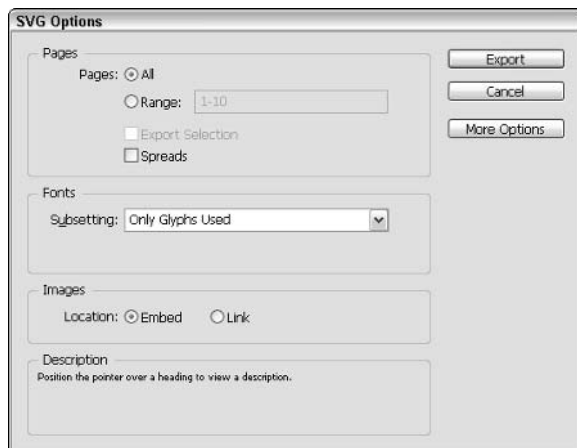 SVG Options
Pages
Pages: All
Range: 1-10
Export Selection
Spreads
Fonts
Subsetting: Only Glyphs Used
Images
Location: Embed Link
Description
Position the pointer over a heading to view a description.
Export
Cancel
More Options